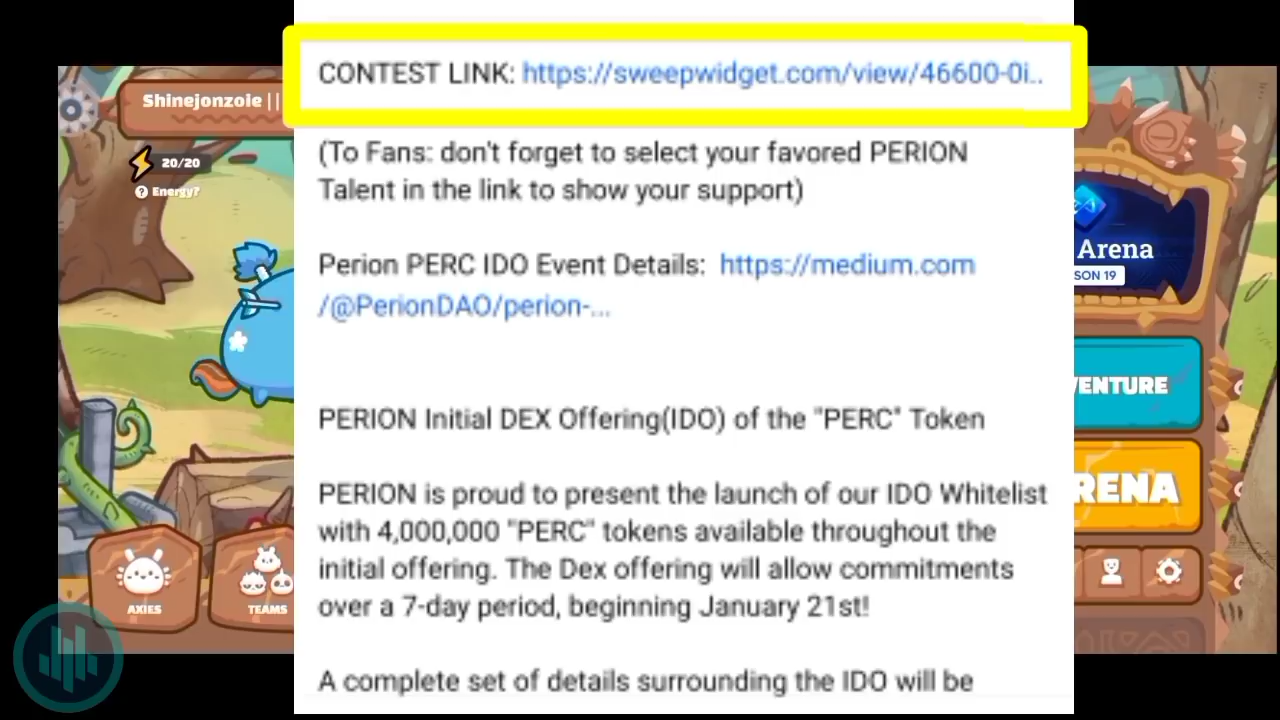 CONTEST LINK: https://sweepwidget.com/view/46600-0i..
(To Fans: don't forget to select your favored PERION
Talent in the link to show your support)
Perion PERC IDO Event Details: https://medium.com
/@PerionDAO/perion-...
PERION Initial DEX Offering(IDO) of the "PERC" Token
PERION is proud to present the launch of our IDO Whitelist
with 4,000,000 "PERC" tokens available throughout the
initial offering. The Dex offering will allow commitments
over a 7-day period, beginning January 21st!
A complete set of details surrounding the IDO will be
Shinejonzoie ||
20/20
? Energy?
AXIES
TEAMS
Arena
SON 19
VENTURE
RENA